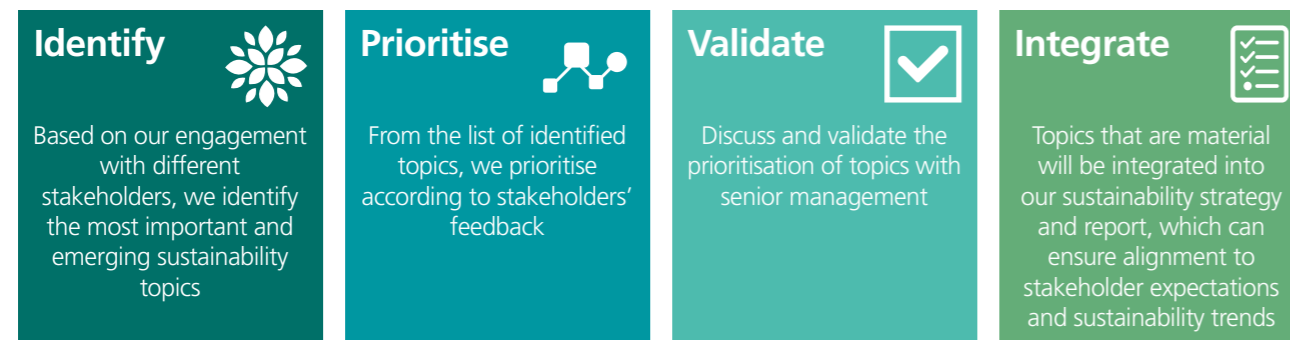 Identify
Based on our engagement
with different
stakeholders, we identify
the most important and
emerging sustainability
topics
Prioritise
From the list of identified
topics, we prioritise
according to stakeholders’
feedback
Validate
Discuss and validate the
prioritisation of topics with
senior management
Integrate
Topics that are material
will be integrated into
our sustainability strategy
and report, which can
ensure alignment to
stakeholder expectations
and sustainability trends